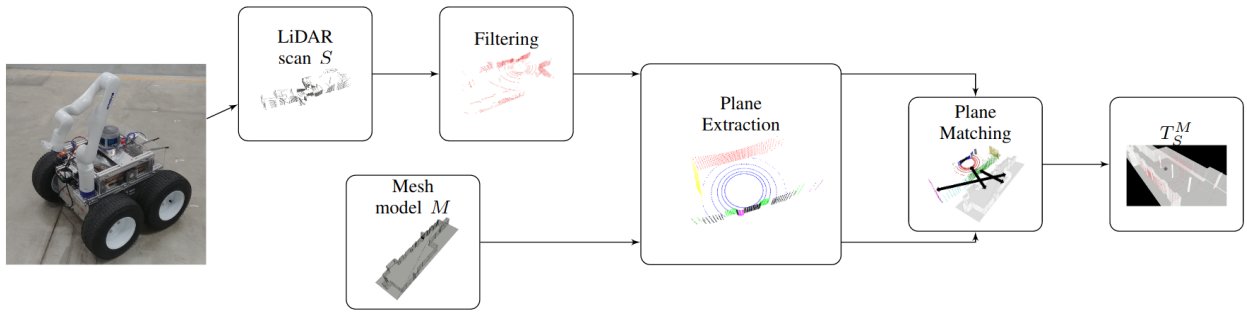 LiDAR
scan S
Filtering
Mesh
model M
Plane
Extraction
Plane
Matching
T_S^M